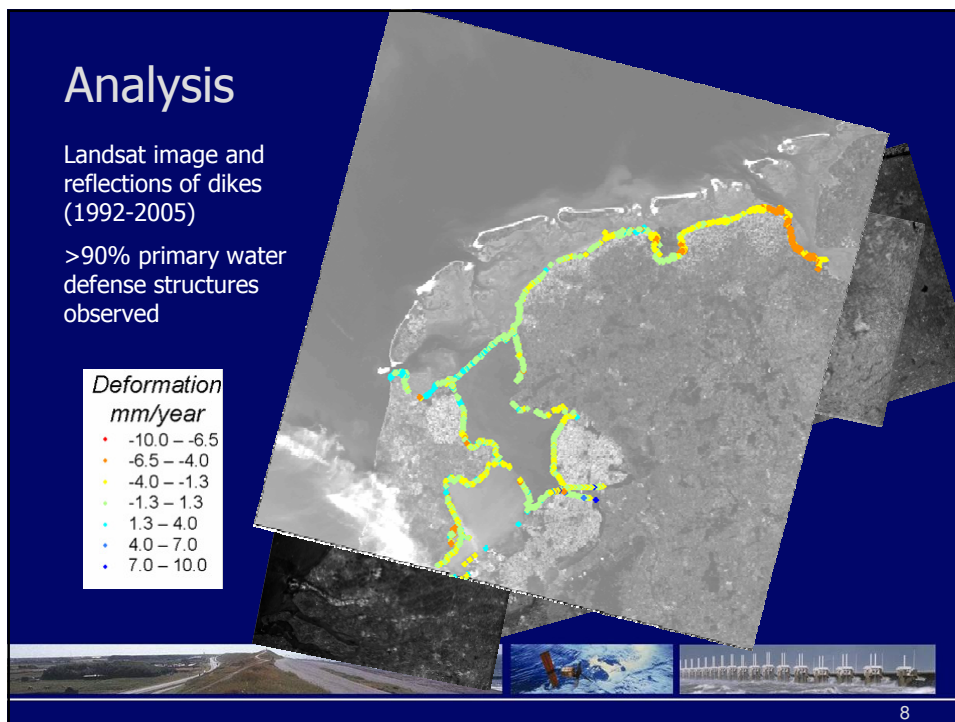 Analysis
Landsat image and
reflections of dikes
(1992-2005)
>90% primary water
defense structures
observed
Deformation
mm/year
-10.0 – -6.5
-6.5 – -4.0
-4.0 – -1.3
-1.3 – 1.3
1.3 – 4.0
4.0 – 7.0
7.0 – 10.0
8